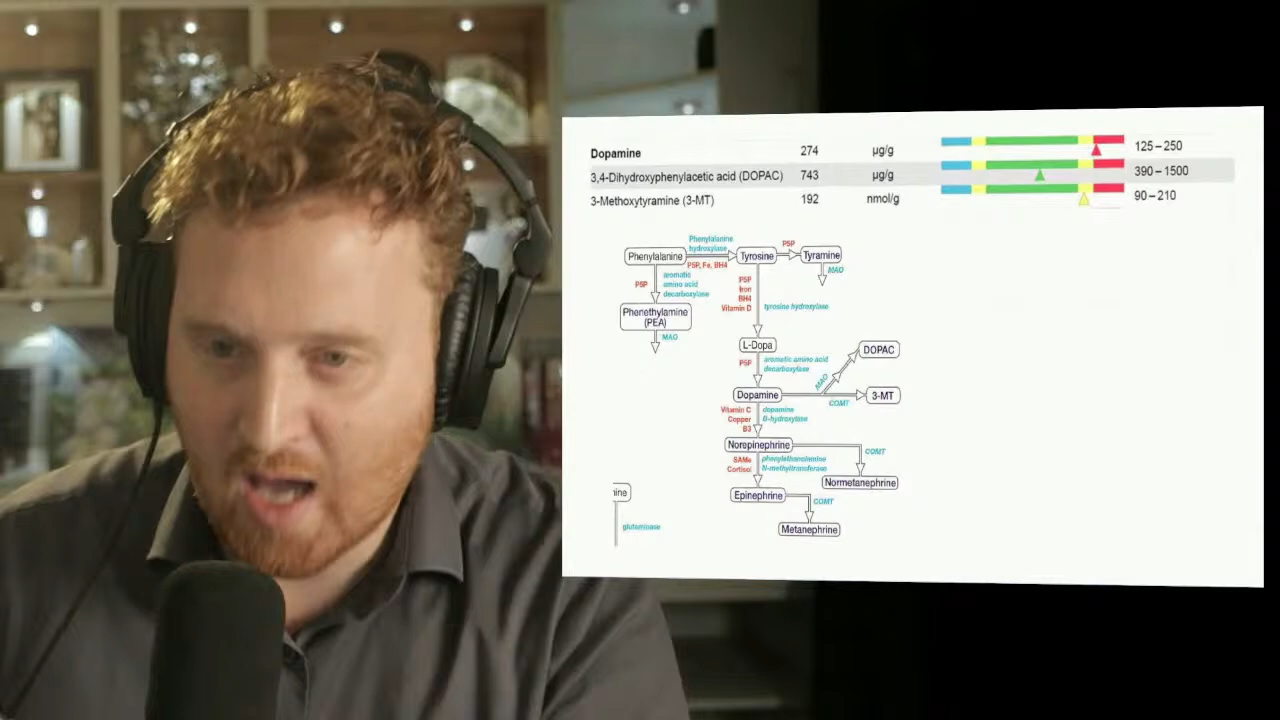 Dopamine 274 µg/g 125 – 250
3,4-Dihydroxyphenylacetic acid (DOPAC) 743 µg/g 390 – 1500
3-Methoxytyramine (3-MT) 192 nmol/g 90 – 210
Phenylalanine
hydroxylase
P5P
Phenylalanine
Tyrosine
Tyramine
P5P, Fe, BH4
MAO
P5P
aromatic
amino acid
decarboxylase
P5P
Iron
BH4
Vitamin D
tyrosine hydroxylase
Phenethylamine
(PEA)
MAO
L-Dopa
DOPAC
P5P
aromatic amino acid
decarboxylase
MAO
Dopamine
3-MT
COMT
Vitamin C
Copper
B3
dopamine
B-hydroxylase
Norepinephrine
COMT
SAMe
Cortisol
phenylethanolamine
N-methyltransferase
Normetanephrine
ine
Epinephrine
COMT
glutaminase
Metanephrine